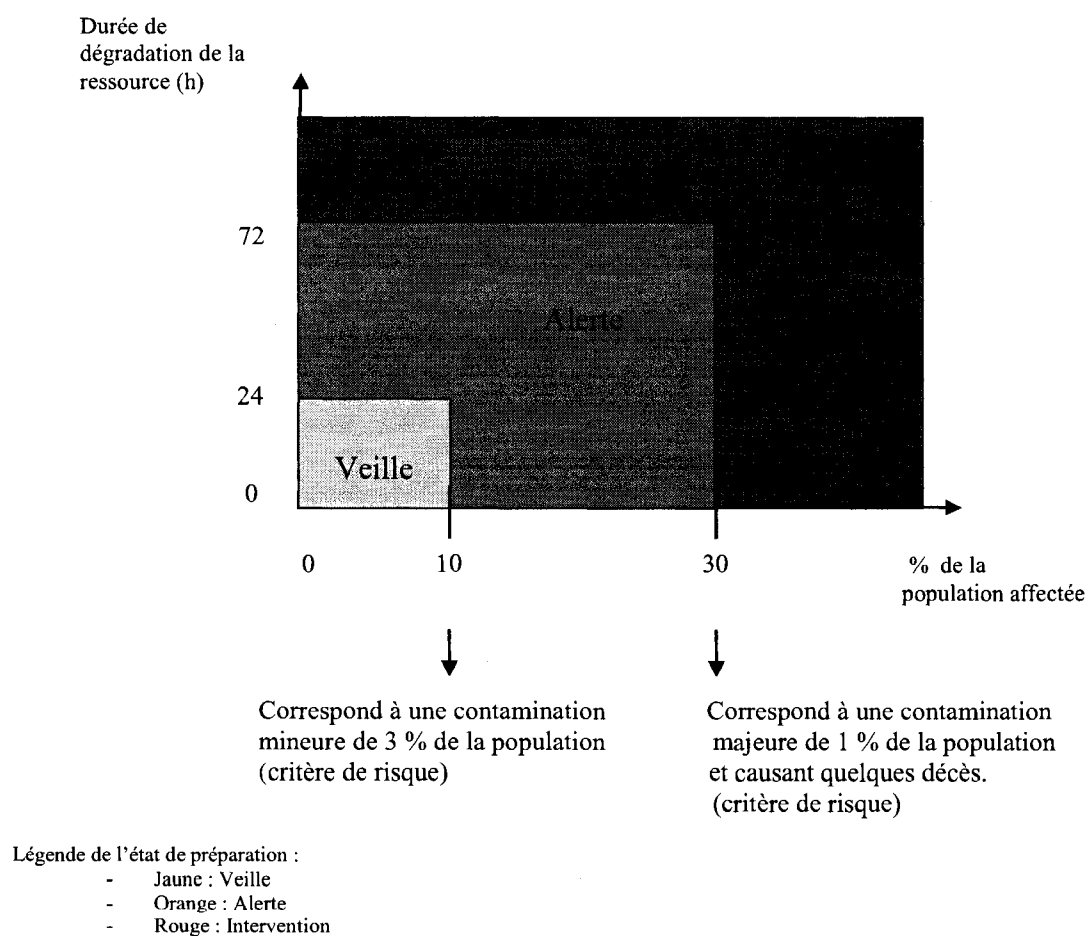 Durée de
dégradation de la
ressource (h)
72
Alerte
24
Veille
0
0
10
30
% de la
population affectée
Correspond à une contamination
mineure de 3 % de la population
(critère de risque)
Correspond à une contamination
majeure de 1 % de la population
et causant quelques décès.
(critère de risque)
Légende de l'état de préparation :
- Jaune : Veille
- Orange : Alerte
- Rouge : Intervention